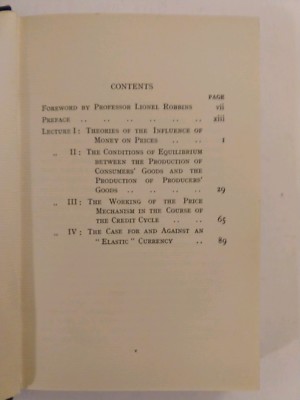 CONTENTS
PAGE
FOREWORD BY PROFESSOR LIONEL ROBBINS vii
PREFACE .. .. .. .. .. .. xiii
LECTURE I: THEORIES OF THE INFLUENCE OF
MONEY ON PRICES .. .. 1
„ II: THE CONDITIONS OF EQUILIBRIUM
BETWEEN THE PRODUCTION OF
CONSUMERS' GOODS AND THE
PRODUCTION OF PRODUCERS'
GOODS .. .. .. .. 29
„ III: THE WORKING OF THE PRICE
MECHANISM IN THE COURSE OF
THE CREDIT CYCLE .. .. 65
„ IV: THE CASE FOR AND AGAINST AN
"ELASTIC" CURRENCY .. 89